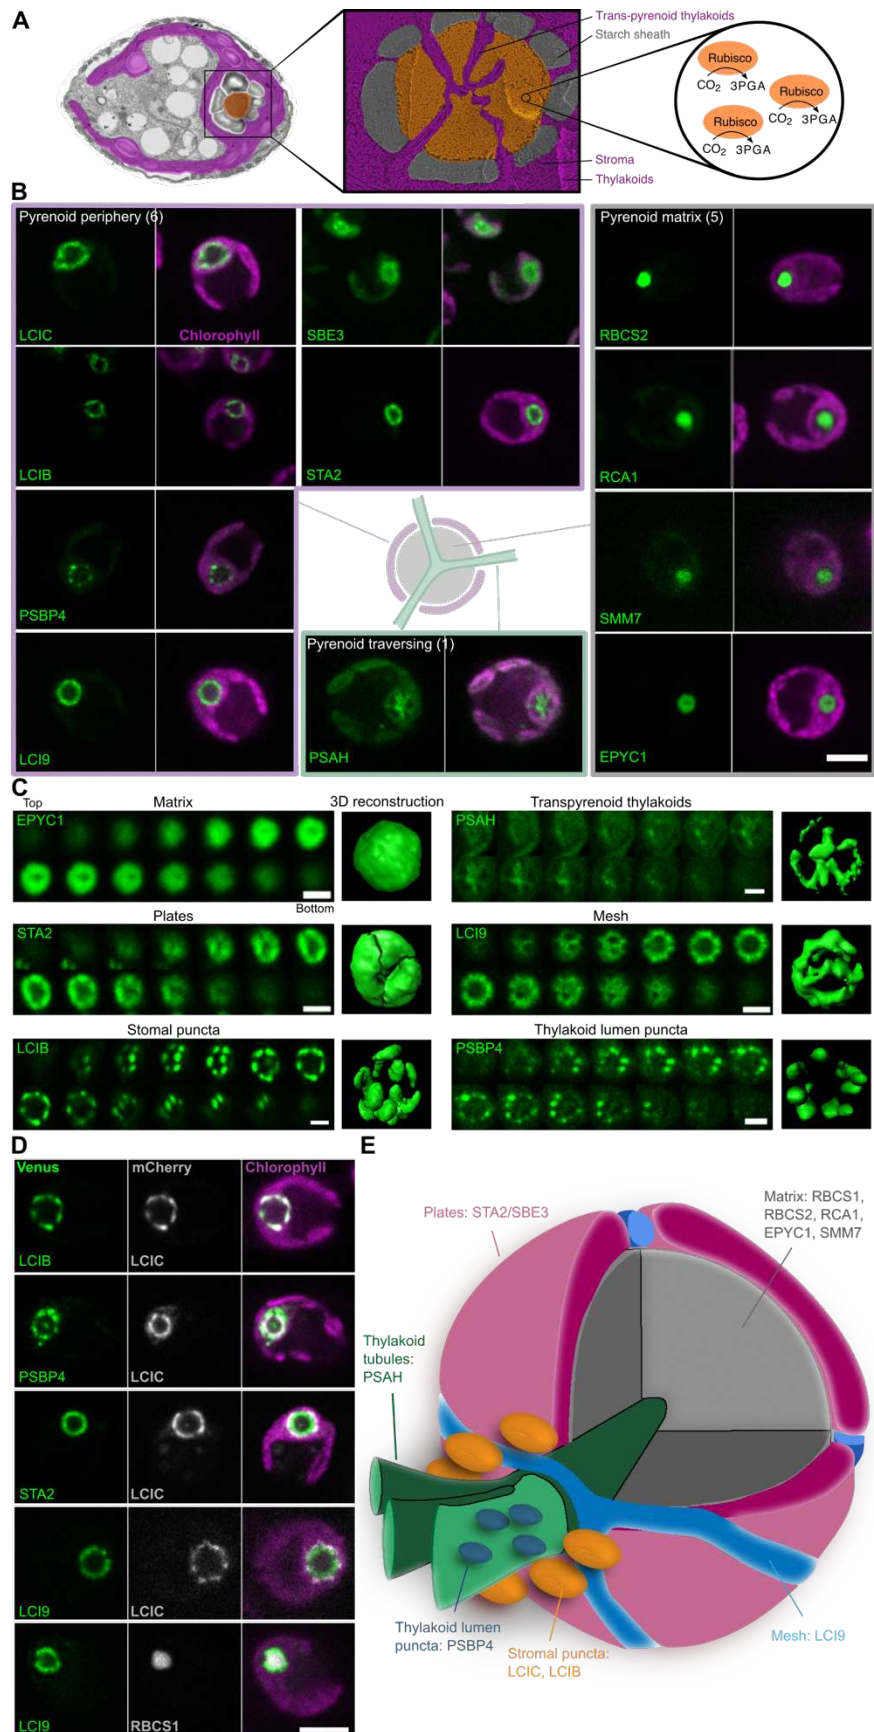 A
Trans-pyrenoid thylakoids
Starch sheath
Stroma
Thylakoids
Rubisco
CO2 3PGA
Rubisco
CO2 3PGA
Rubisco
CO2 3PGA
B
Pyrenoid periphery (6)
LCIC
Chlorophyll
SBE3
LCIB
STA2
PSBP4
LCI9
Pyrenoid traversing (1)
PSAH
Pyrenoid matrix (5)
RBCS2
RCA1
SMM7
EPYC1
C
Top
Matrix
3D reconstruction
EPYC1
Bottom
Transpyrenoid thylakoids
PSAH
Plates
STA2
Mesh
LCI9
Stomal puncta
LCIB
Thylakoid lumen puncta
PSBP4
D
Venus
mCherry
Chlorophyll
LCIB
LCIC
PSBP4
LCIC
STA2
LCIC
LCI9
LCIC
LCI9
RBCS1
E
Plates: STA2/SBE3
Matrix: RBCS1,
RBCS2, RCA1,
EPYC1, SMM7
Thylakoid
tubules:
PSAH
Thylakoid lumen
puncta: PSBP4
Stromal puncta:
LCIC, LCIB
Mesh: LCI9